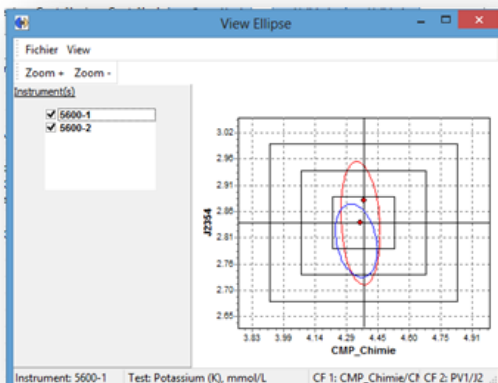 View Ellipse
Fichier View
Zoom + Zoom -
Instrument(s)
5600-1
5600-2
3.02
2.96
2.91
2.86
2.81
2.76
2.70
2.65
J2354
3.83 3.98 4.14 4.29 4.45 4.60 4.76 4.91
CMP_Chimie
Instrument: 5600-1 Test: Potassium (K), mmol/L CF 1: CMP_Chimie/CM CF 2: PV1/J2